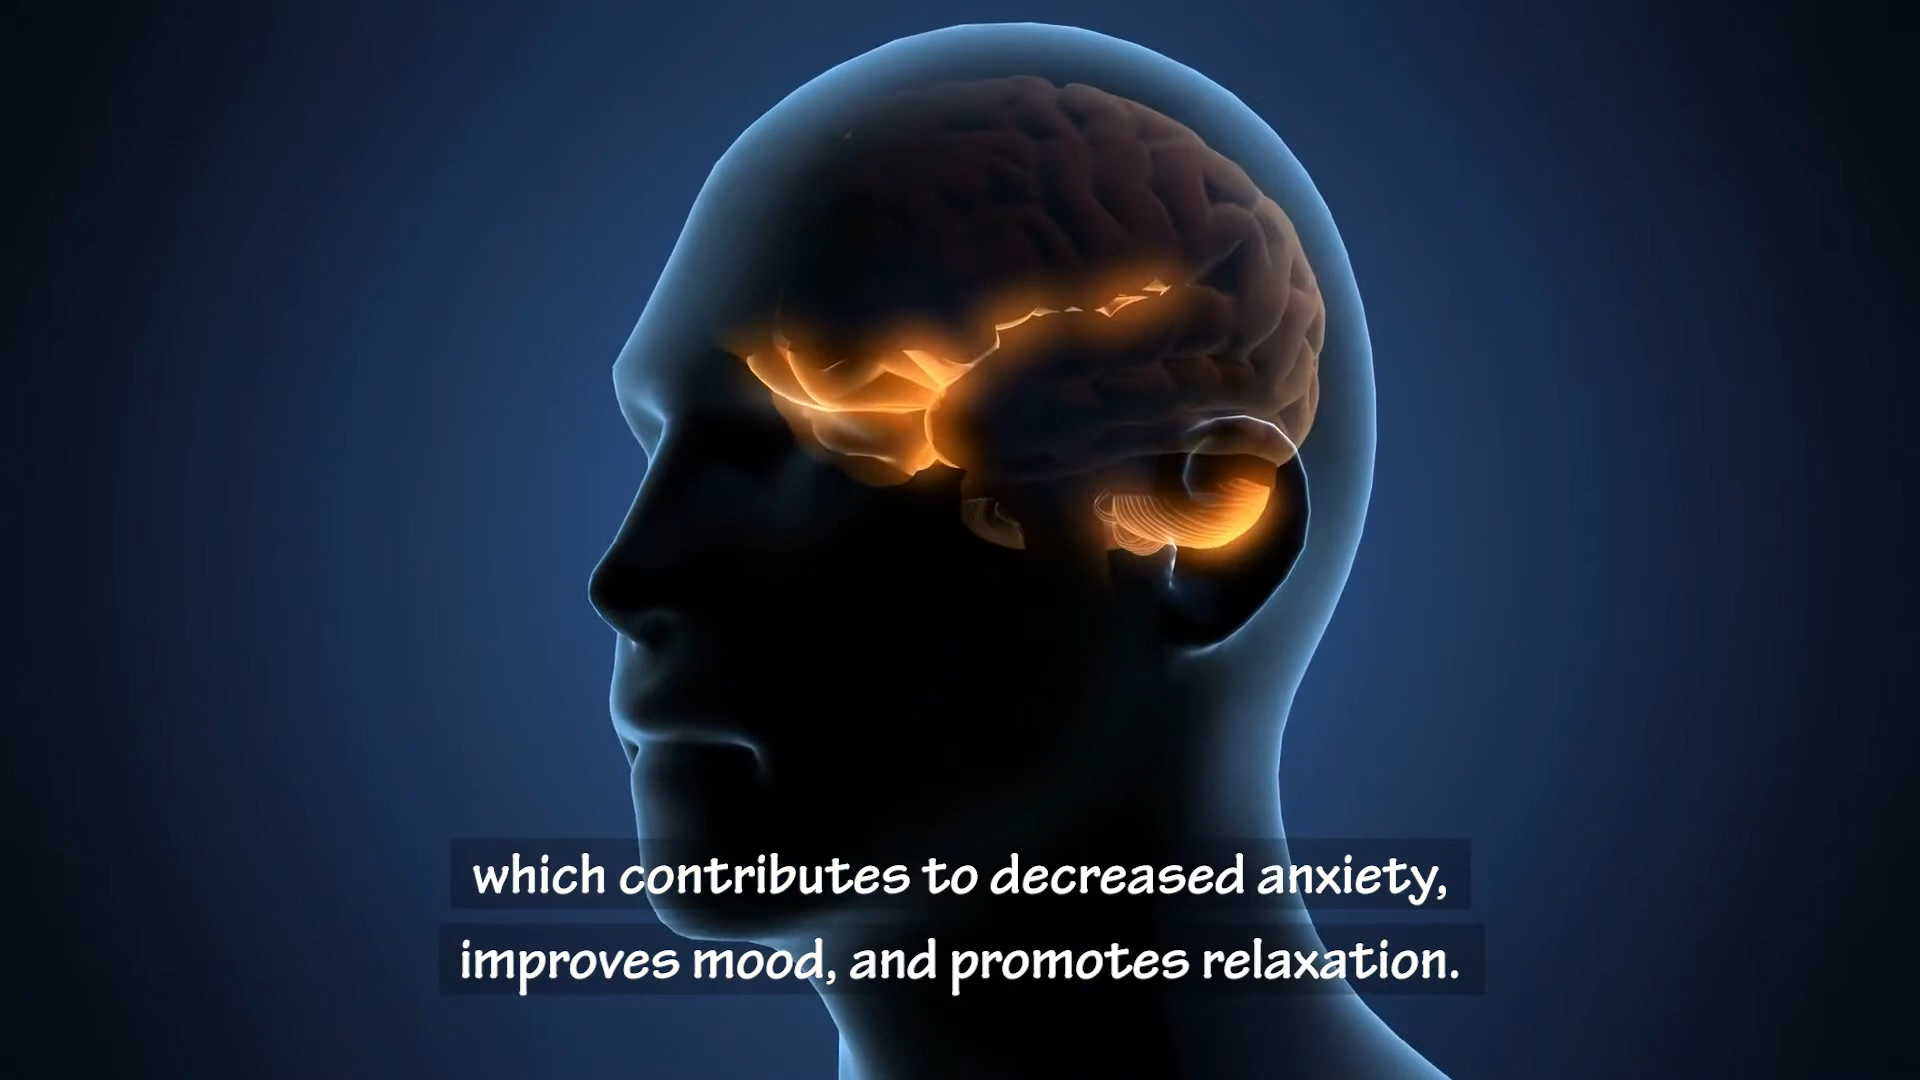 which contributes to decreased anxiety,
improves mood, and promotes relaxation.